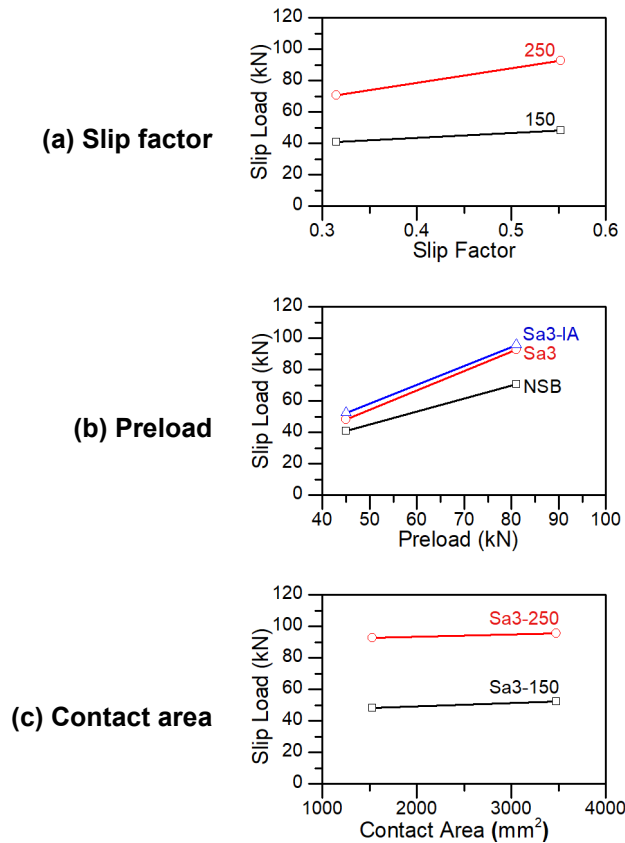 (a) Slip factor
Slip Load (kN)
120
100
80
60
40
20
0
250
150
0.3 0.4 0.5 0.6
Slip Factor
(b) Preload
Slip Load (kN)
120
100
80
60
40
20
0
Sa3-IA
Sa3
NSB
40 50 60 70 80 90 100
Preload (kN)
(c) Contact area
Slip Load (kN)
120
100
80
60
40
20
0
Sa3-250
Sa3-150
1000 2000 3000 4000
Contact Area (mm²)